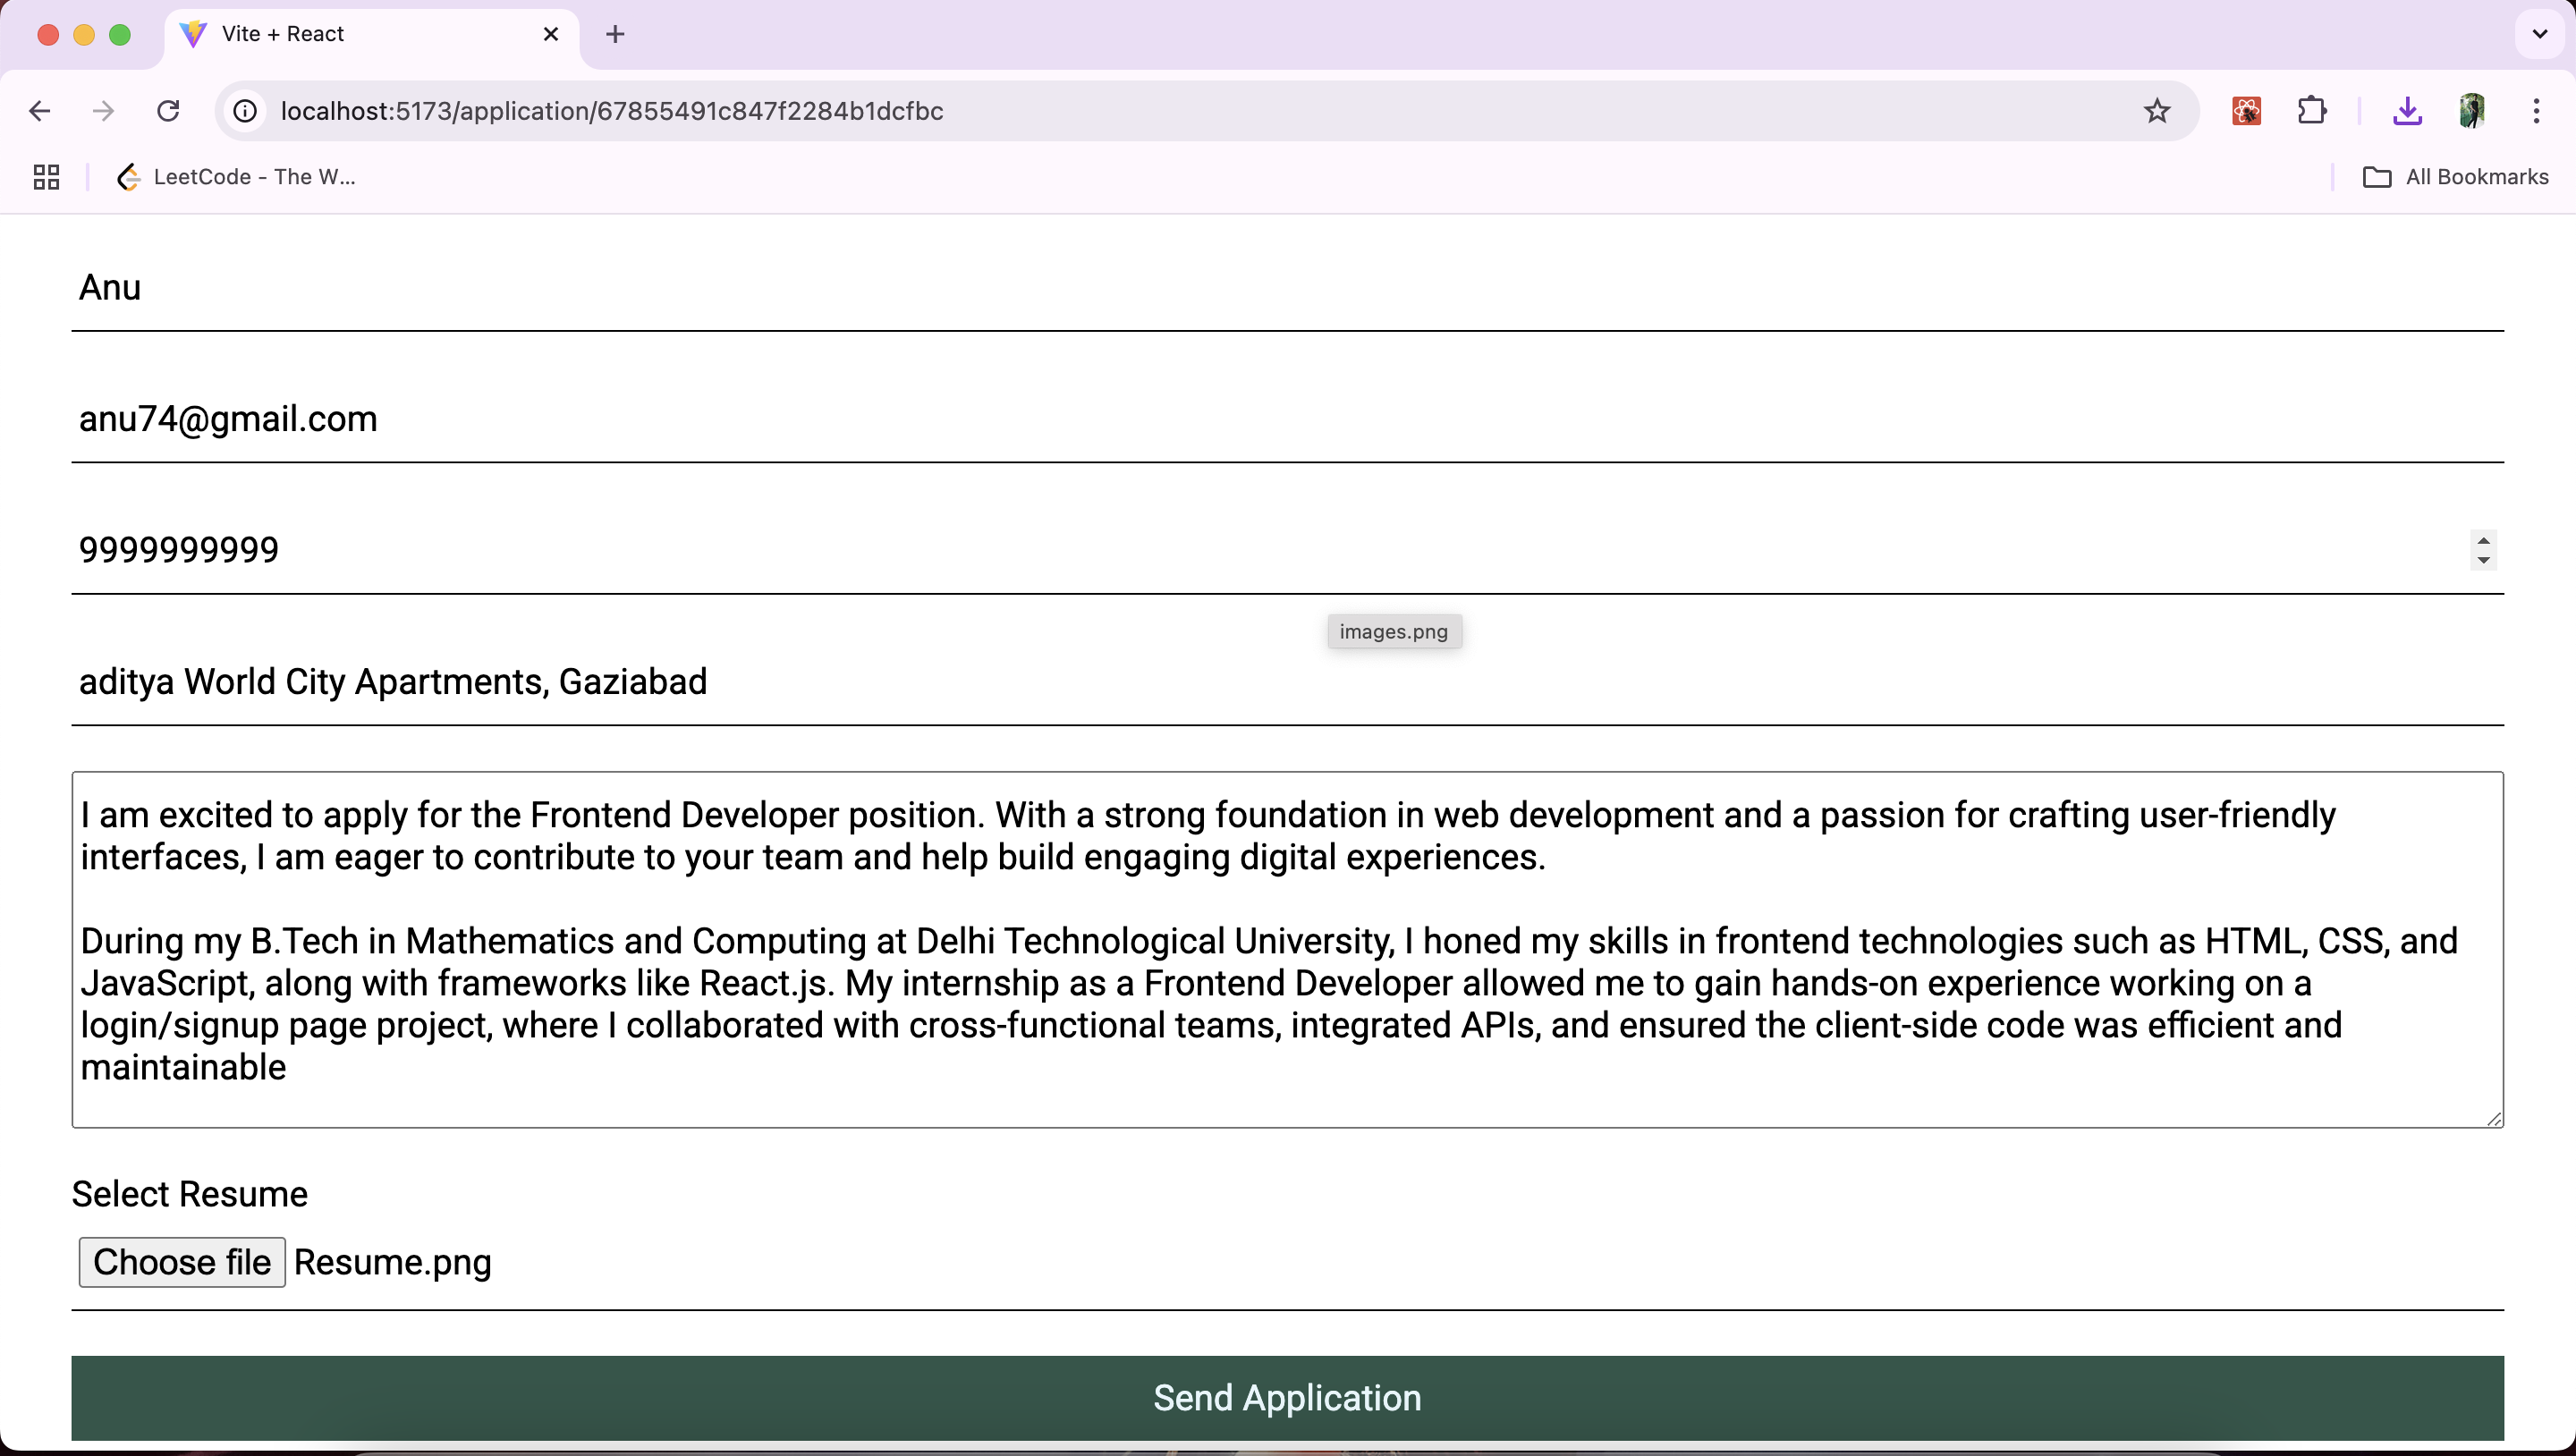 Vite + React
localhost:5173/application/67855491c847f2284b1dcfbc
LeetCode - The W...
All Bookmarks
Anu
anu74@gmail.com
9999999999
images.png
aditya World City Apartments, Gaziabad
I am excited to apply for the Frontend Developer position. With a strong foundation in web development and a passion for crafting user-friendly
interfaces, I am eager to contribute to your team and help build engaging digital experiences.
During my B.Tech in Mathematics and Computing at Delhi Technological University, I honed my skills in frontend technologies such as HTML, CSS, and
JavaScript, along with frameworks like React.js. My internship as a Frontend Developer allowed me to gain hands-on experience working on a
login/signup page project, where I collaborated with cross-functional teams, integrated APIs, and ensured the client-side code was efficient and
maintainable
Select Resume
Choose file Resume.png
Send Application